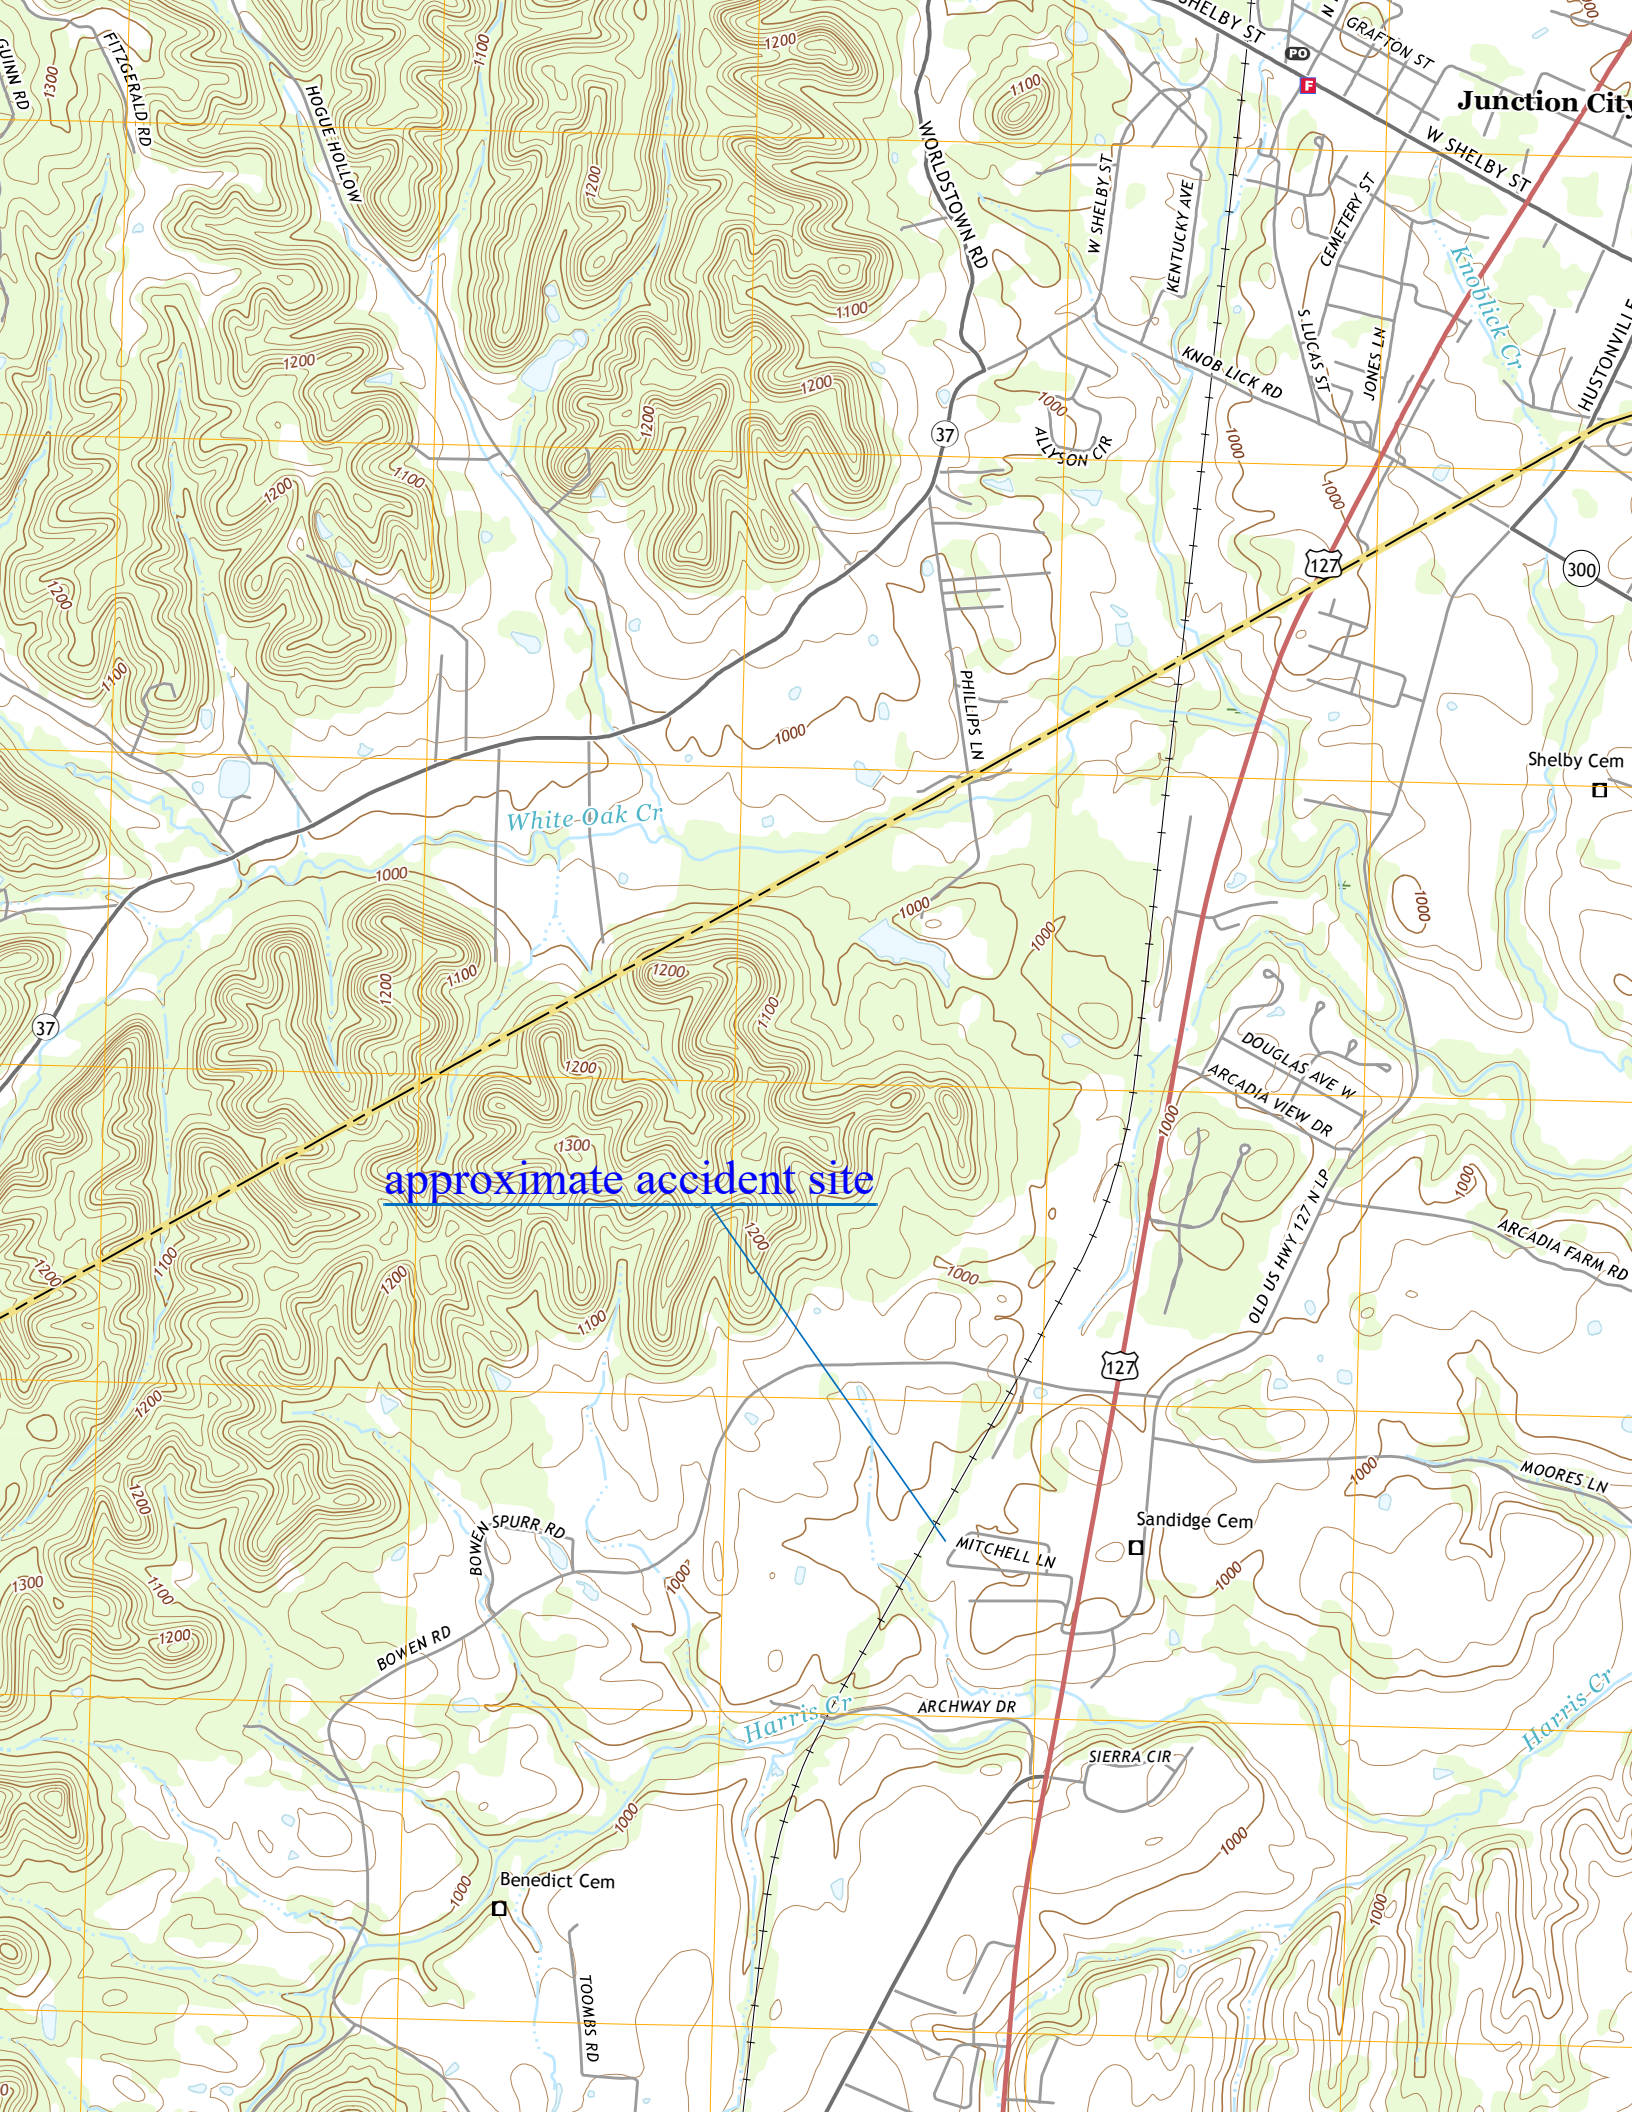 SHELBY ST
N
GRAFTON ST
PO
F
Junction City
W SHELBY ST
GUINN RD
1300
FITZGERALD RD
HOGUE HOLLOW
1100
1200
1100
WORLDSTOWN RD
1200
W SHELBY ST
KENTUCKY AVE
CEMETERY ST
Knoblick Cr
1100
HUSTONVILLE
S LUCAS ST
JONES LN
KNOB LICK RD
1200
1200
1200
1000
37
ALLYSON CIR
1000
1100
1200
1000
127
300
1200
1100
PHILLIPS LN
1000
Shelby Cem
White Oak Cr
1000
1000
1000
1000
1200
1100
1200
1100
37
DOUGLAS AVE W
ARCADIA VIEW DR
1200
1000
1300
approximate accident site
OLD US HWY 127 N LP
1000
ARCADIA FARM RD
1200
1100
1200
1200
1000
1100
127
1200
1000
MOORES LN
1200
Sandidge Cem
BOWEN SPURR RD
MITCHELL LN
1300
1100
1000
1000
1200
BOWEN RD
Harris Cr
ARCHWAY DR
Harris Cr
SIERRA CIR
1000
1000
Benedict Cem
1000
1000
TOOMBS RD